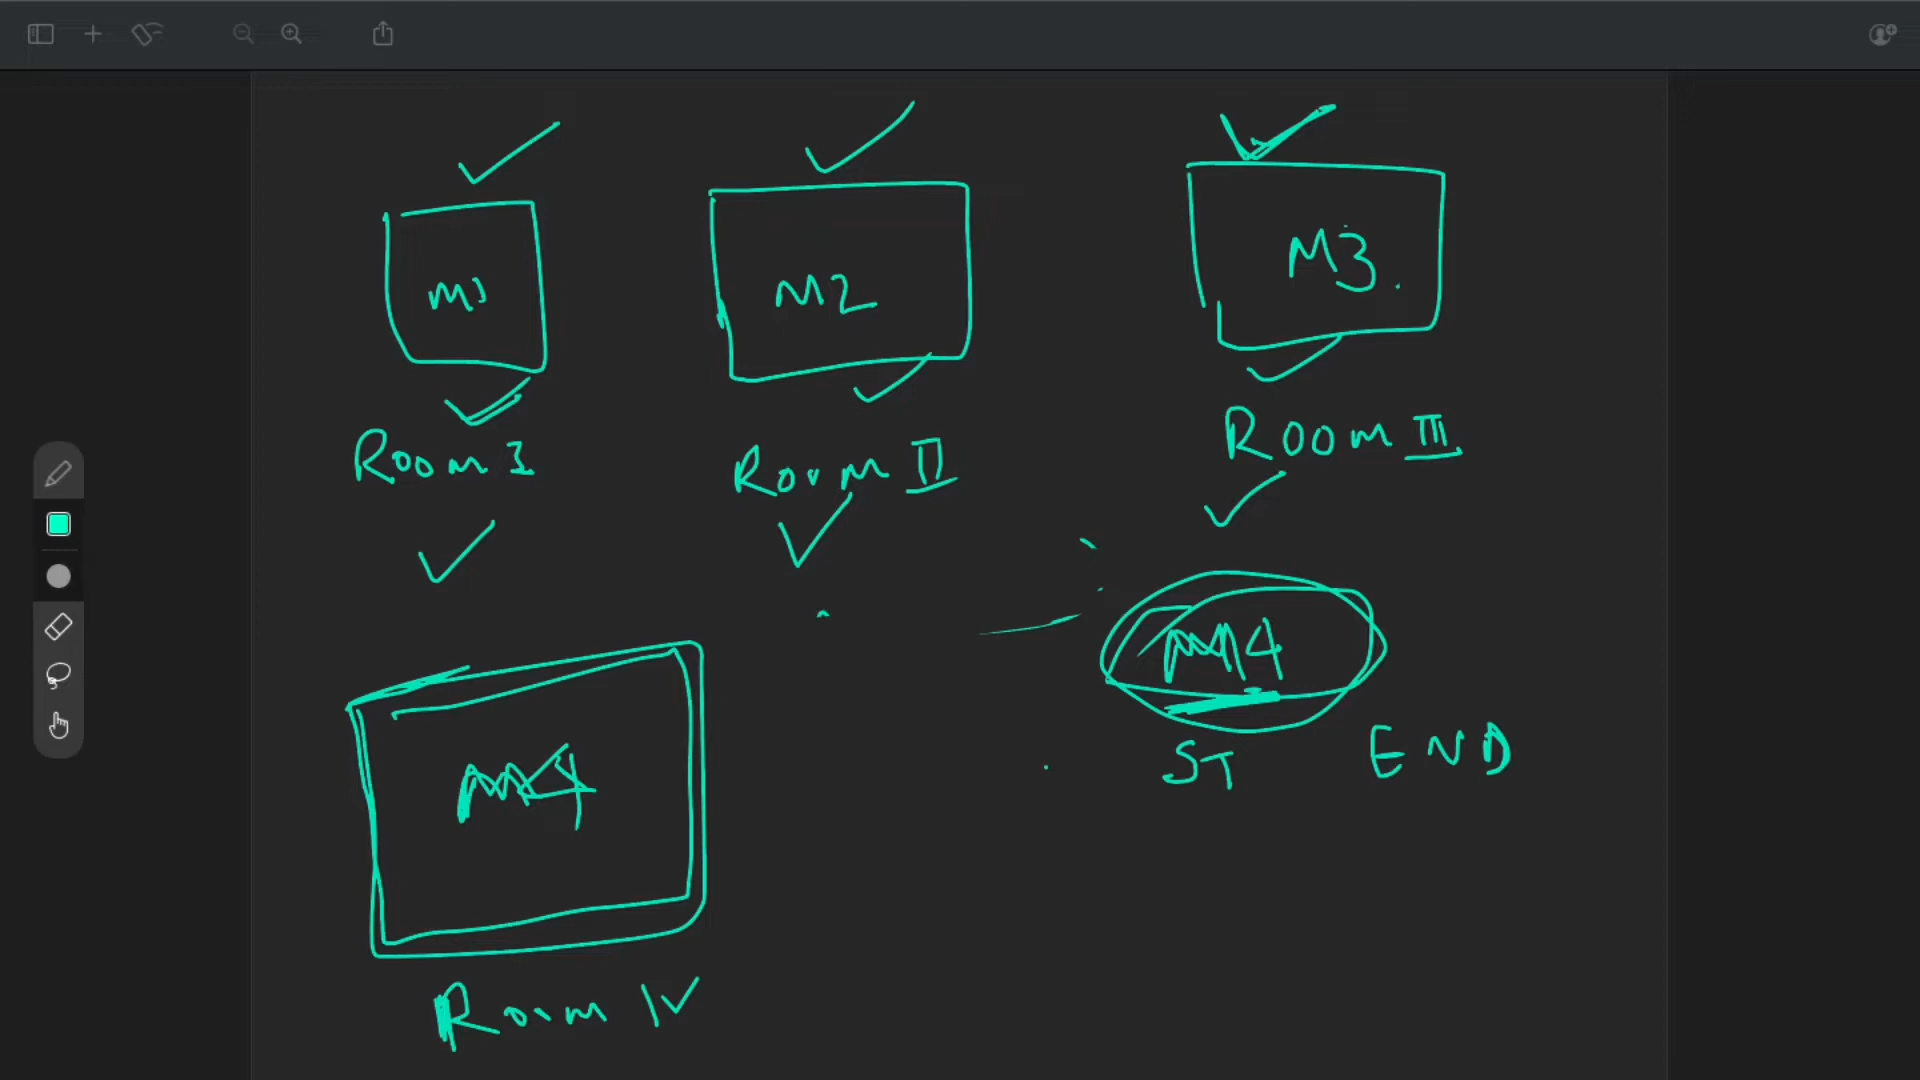 M1
M2
M3.
Room I
Room II
Room III
M4
ST END
M4
Room IV